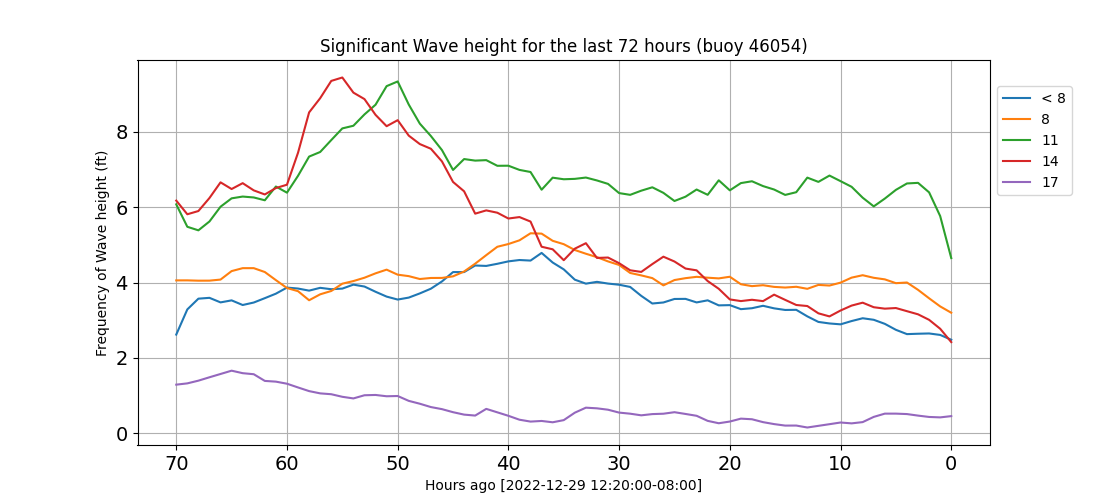 Significant Wave height for the last 72 hours (buoy 46054)
Frequency of Wave height (ft)
8
6
4
2
0
70 60 50 40 30 20 10 0
Hours ago [2022-12-29 12:20:00-08:00]
< 8
8
11
14
17